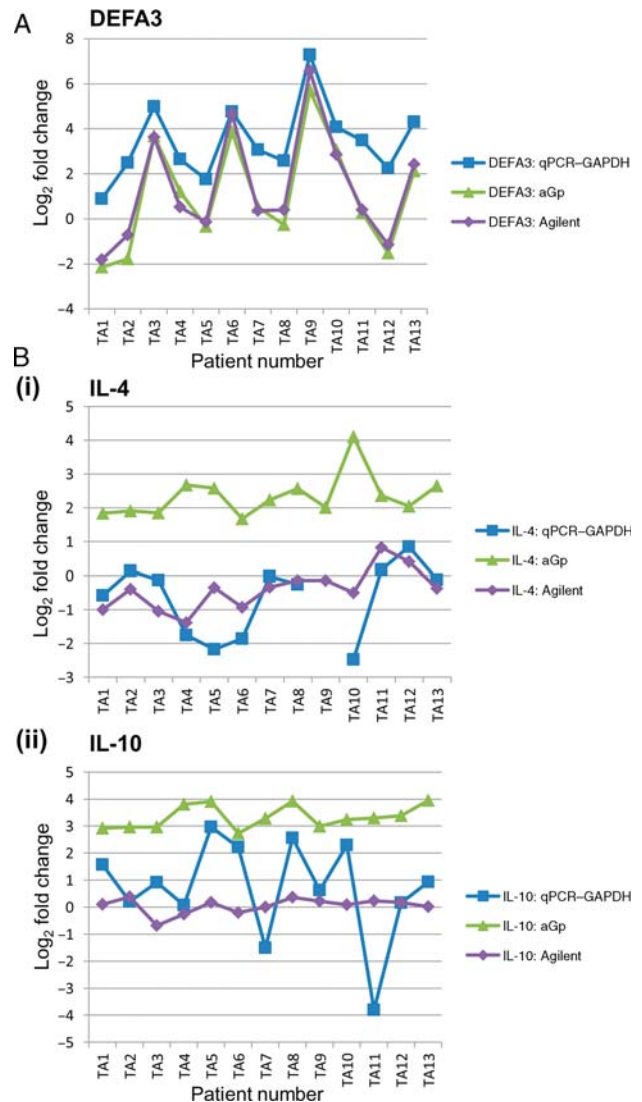 A
DEFA3
Log2 fold change
8
6
4
2
0
−2
−4
TA1
TA2
TA3
TA4
TA5
TA6
TA7
TA8
TA9
TA10
TA11
TA12
TA13
Patient number
DEFA3: qPCR–GAPDH
DEFA3: aGp
DEFA3: Agilent
B
(i)
IL-4
Log2 fold change
5
4
3
2
1
0
−1
−2
−3
TA1
TA2
TA3
TA4
TA5
TA6
TA7
TA8
TA9
TA10
TA11
TA12
TA13
IL-4: qPCR–GAPDH
IL-4: aGp
IL-4: Agilent
(ii)
IL-10
Log2 fold change
5
4
3
2
1
0
−1
−2
−3
−4
−5
TA1
TA2
TA3
TA4
TA5
TA6
TA7
TA8
TA9
TA10
TA11
TA12
TA13
Patient number
IL-10: qPCR–GAPDH
IL-10: aGp
IL-10: Agilent